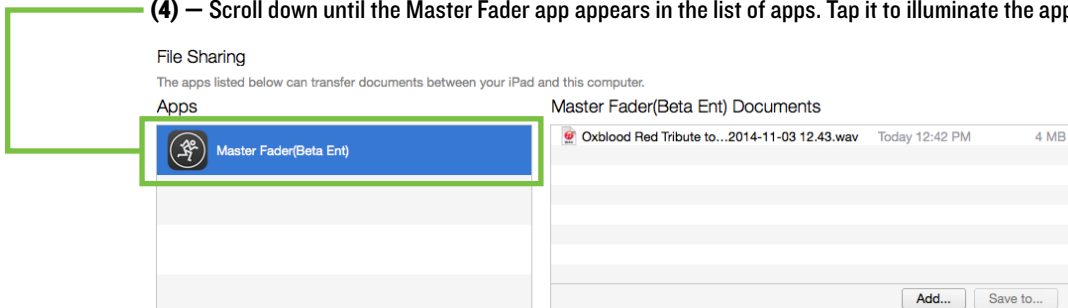 (4) — Scroll down until the Master Fader app appears in the list of apps. Tap it to illuminate the app
File Sharing
The apps listed below can transfer documents between your iPad and this computer.
Apps
Master Fader(Beta Ent) Documents
Master Fader(Beta Ent)
Oxblood Red Tribute to...2014-11-03 12.43.wav Today 12:42 PM 4 MB
Add... Save to...